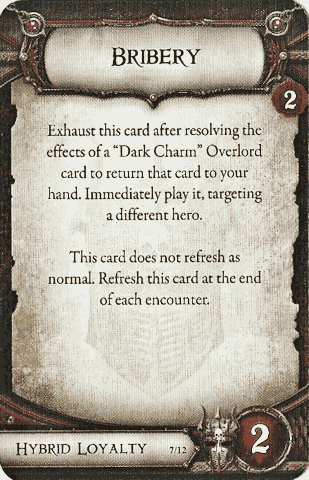 Bribery
2
Exhaust this card after resolving the
effects of a “Dark Charm” Overlord
card to return that card to your
hand. Immediately play it, targeting
a different hero.
This card does not refresh as
normal. Refresh this card at the end
of each encounter.
Hybrid Loyalty 7/12 2